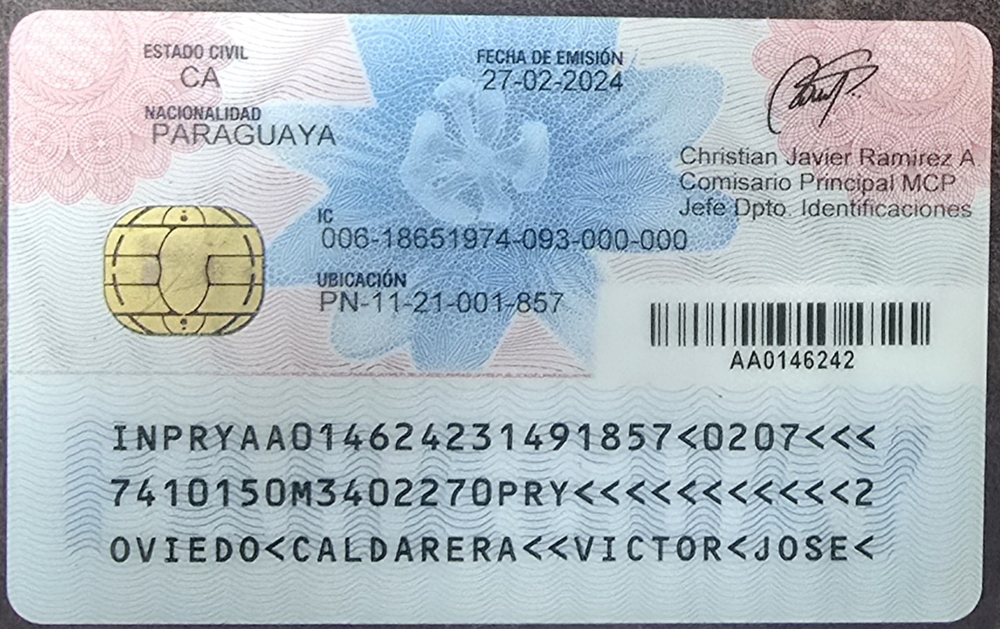 ESTADO CIVIL
CA
NACIONALIDAD
PARAGUAYA
FECHA DE EMISIÓN
27-02-2024
Christian Javier Ramirez A.
Comisario Principal MCP
Jefe Dpto. Identificaciones
IC
006-18651974-093-000-000
UBICACIÓN
PN-11-21-001-857
AA0146242
INPRYAA014624231491857<0207<<<
7410150M3402270PRY<<<<<<<<<<<2
OVIEDO<CALDARERA<<VICTOR<JOSE<